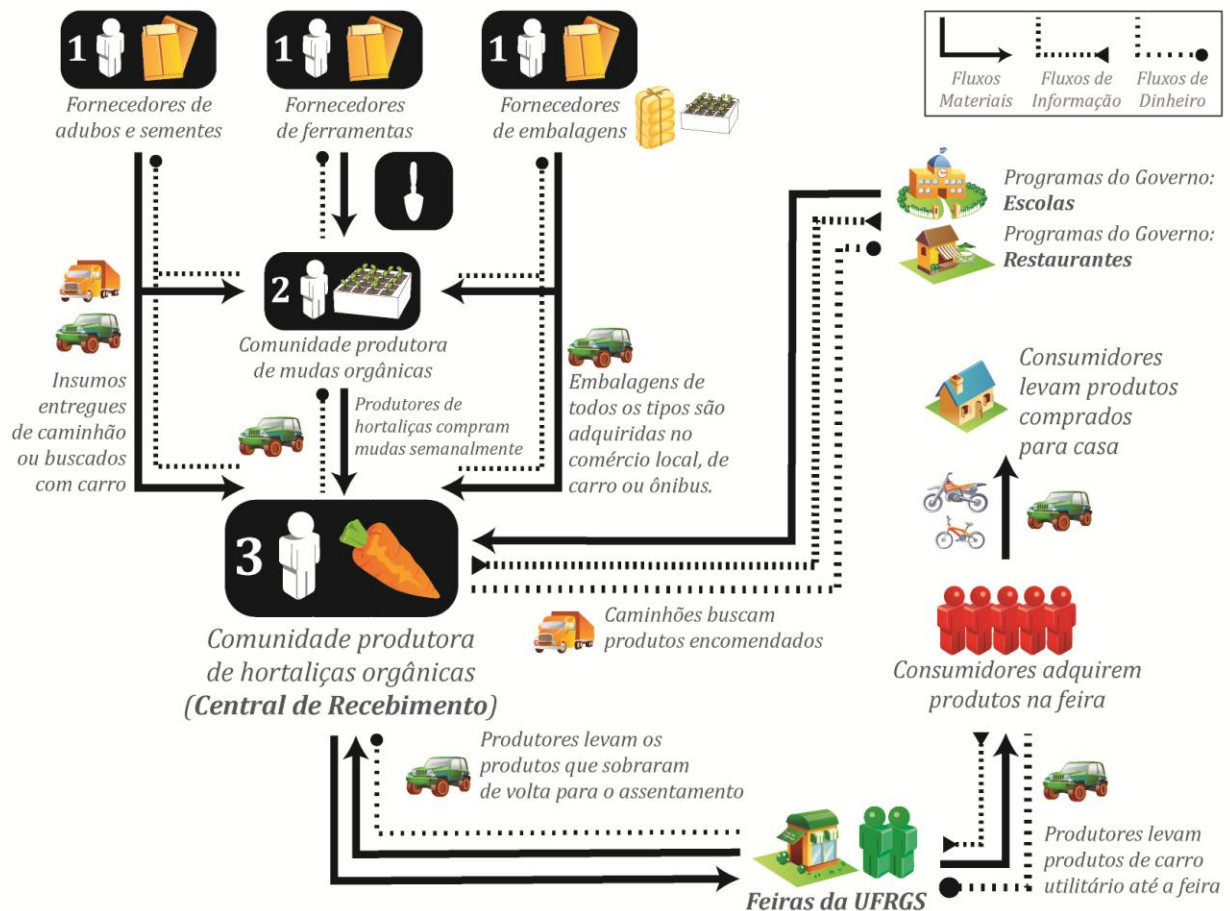 1
Fornecedores de
adubos e sementes
1
Fornecedores
de ferramentas
1
Fornecedores
de embalagens
Fluxos
Materiais
Fluxos de
Informação
Fluxos de
Dinheiro
Programas do Governo:
Escolas
Programas do Governo:
Restaurantes
2
Comunidade produtora
de mudas orgânicas
Insumos
entregues
de caminhão
ou buscados
com carro
Produtores de
hortaliças compram
mudas semanalmente
Embalagens de
todos os tipos são
adquiridas no
comércio local, de
carro ou ônibus.
Consumidores
levam produtos
comprados
para casa
3
Comunidade produtora
de hortaliças orgânicas
(Central de Recebimento)
Caminhões buscam
produtos encomendados
Consumidores adquirem
produtos na feira
Produtores levam os
produtos que sobraram
de volta para o assentamento
Feiras da UFRGS
Produtores levam
produtos de carro
utilitário até a feira